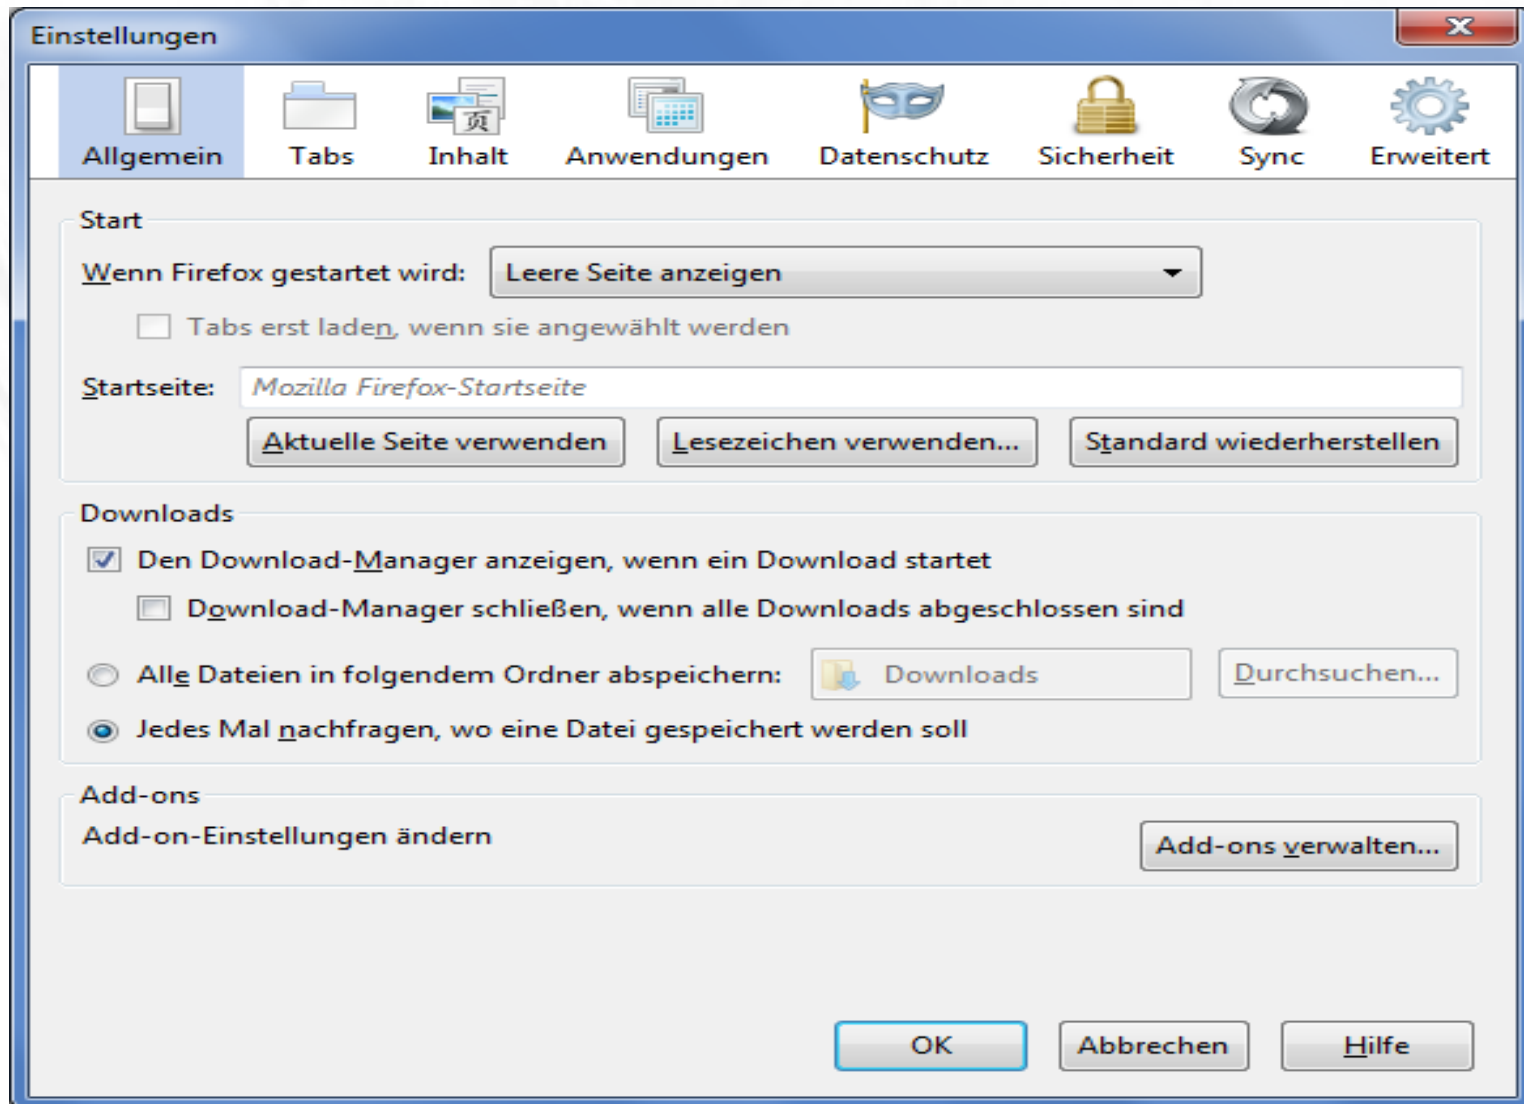 Einstellungen
Allgemein Tabs Inhalt Anwendungen Datenschutz Sicherheit Sync Erweitert
Start
Wenn Firefox gestartet wird: Leere Seite anzeigen
Tabs erst laden, wenn sie angewählt werden
Startseite: Mozilla Firefox-Startseite
Aktuelle Seite verwenden Lesezeichen verwenden... Standard wiederherstellen
Downloads
Den Download-Manager anzeigen, wenn ein Download startet
Download-Manager schließen, wenn alle Downloads abgeschlossen sind
Alle Dateien in folgendem Ordner abspeichern: Downloads Durchsuchen...
Jedes Mal nachfragen, wo eine Datei gespeichert werden soll
Add-ons
Add-on-Einstellungen ändern Add-ons verwalten...
OK Abbrechen Hilfe